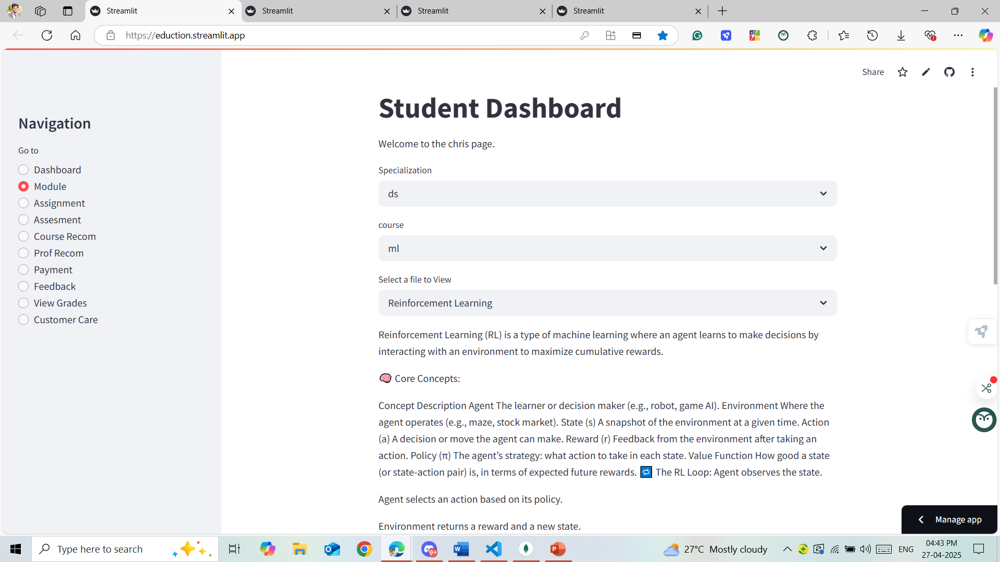 Streamlit
Streamlit
Streamlit
Streamlit
https://eduction.streamlit.app
Share
Navigation
Go to
Dashboard
Module
Assignment
Assesment
Course Recom
Prof Recom
Payment
Feedback
View Grades
Customer Care
Student Dashboard
Welcome to the chris page.
Specialization
ds
course
ml
Select a file to View
Reinforcement Learning
Reinforcement Learning (RL) is a type of machine learning where an agent learns to make decisions by
interacting with an environment to maximize cumulative rewards.
🧠 Core Concepts:
Concept Description Agent The learner or decision maker (e.g., robot, game AI). Environment Where the
agent operates (e.g., maze, stock market). State (s) A snapshot of the environment at a given time. Action
(a) A decision or move the agent can make. Reward (r) Feedback from the environment after taking an
action. Policy (π) The agent’s strategy: what action to take in each state. Value Function How good a state
(or state-action pair) is, in terms of expected future rewards. 🔁 The RL Loop: Agent observes the state.
Agent selects an action based on its policy.
Environment returns a reward and a new state.
Manage app
Type here to search
9+
27°C Mostly cloudy
ENG
04:43 PM
27-04-2025